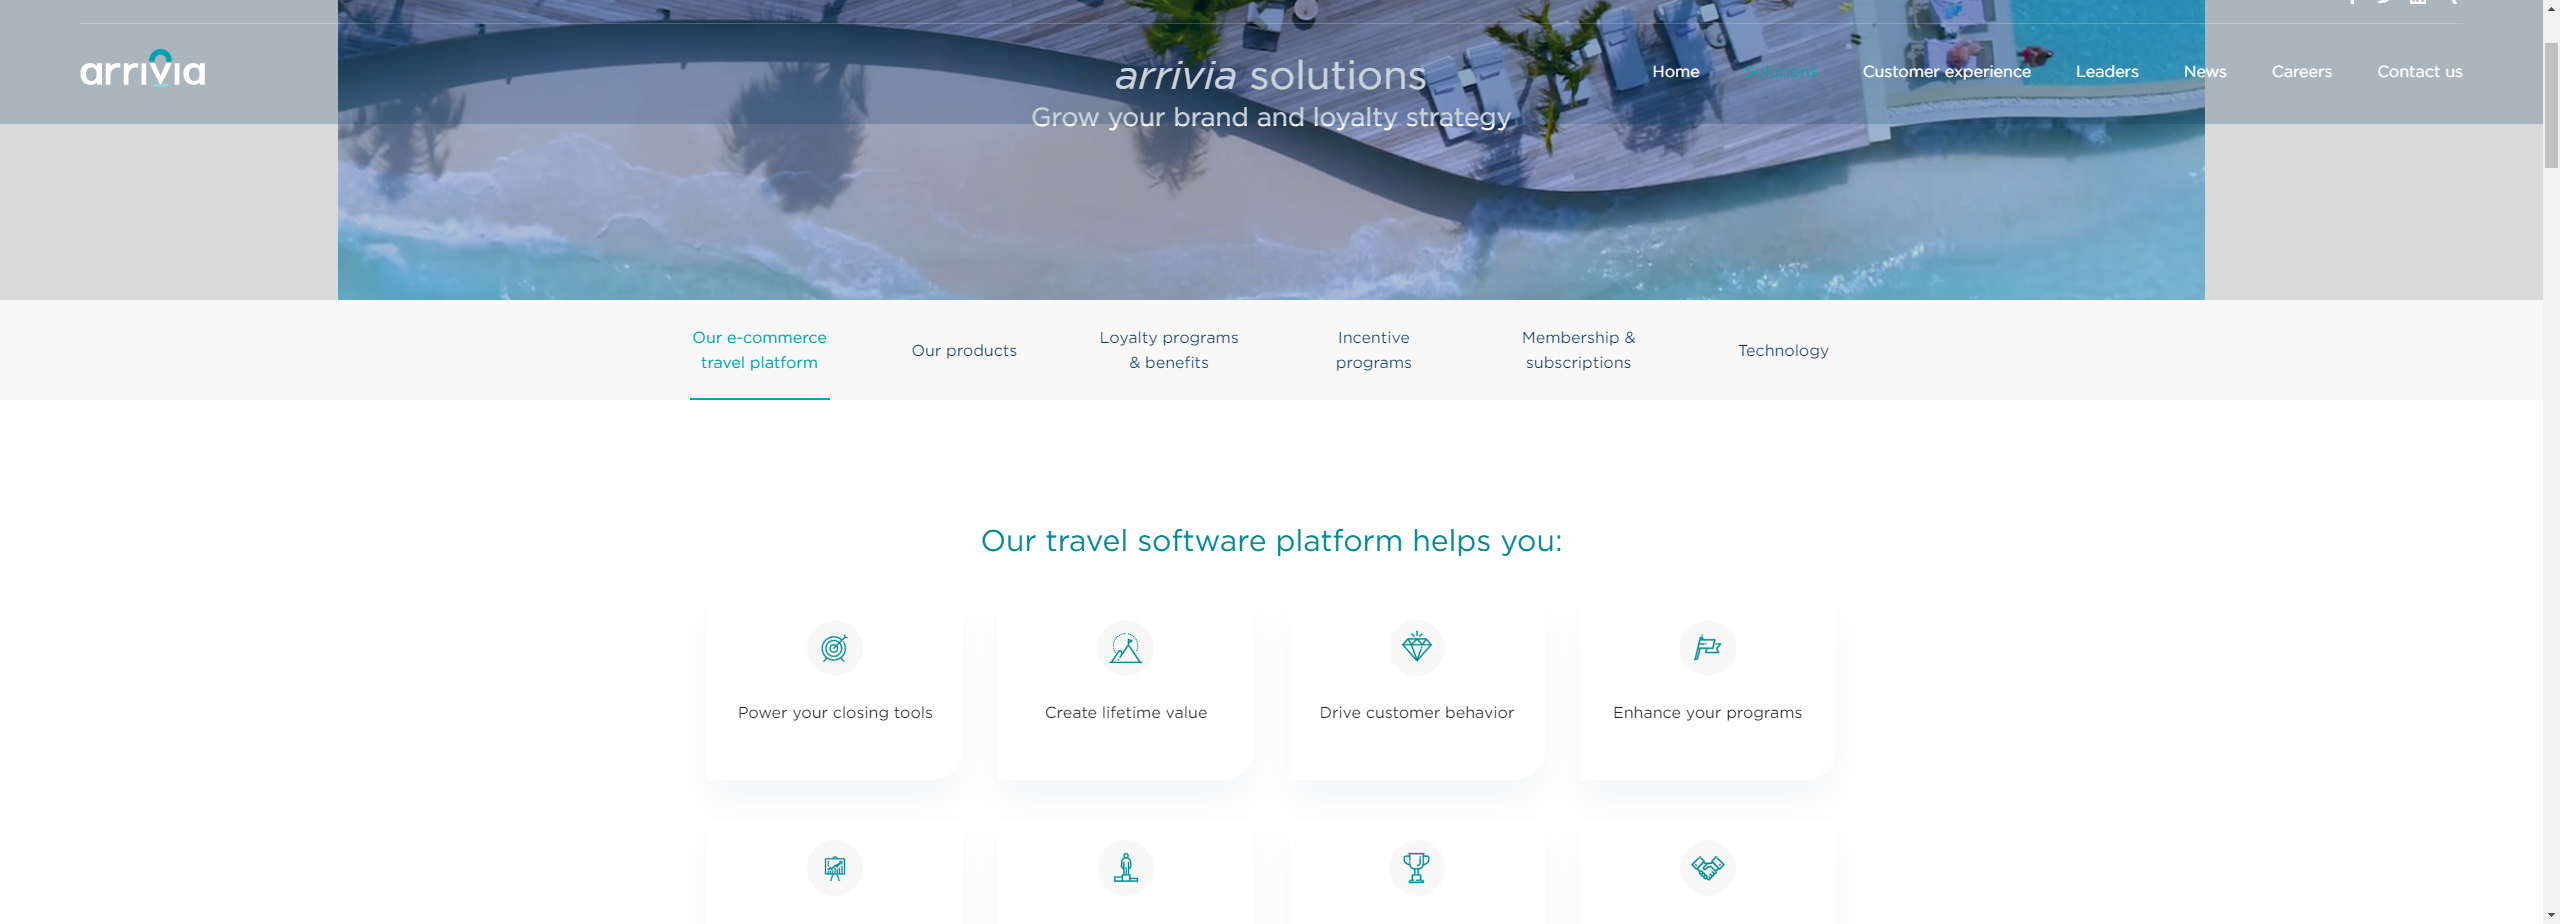 arrivia
Home
Solutions
Customer experience
Leaders
News
Careers
Contact us
arrivia solutions
Grow your brand and loyalty strategy
Our e-commerce
travel platform
Our products
Loyalty programs
& benefits
Incentive
programs
Membership &
subscriptions
Technology
Our travel software platform helps you:
Power your closing tools
Create lifetime value
Drive customer behavior
Enhance your programs